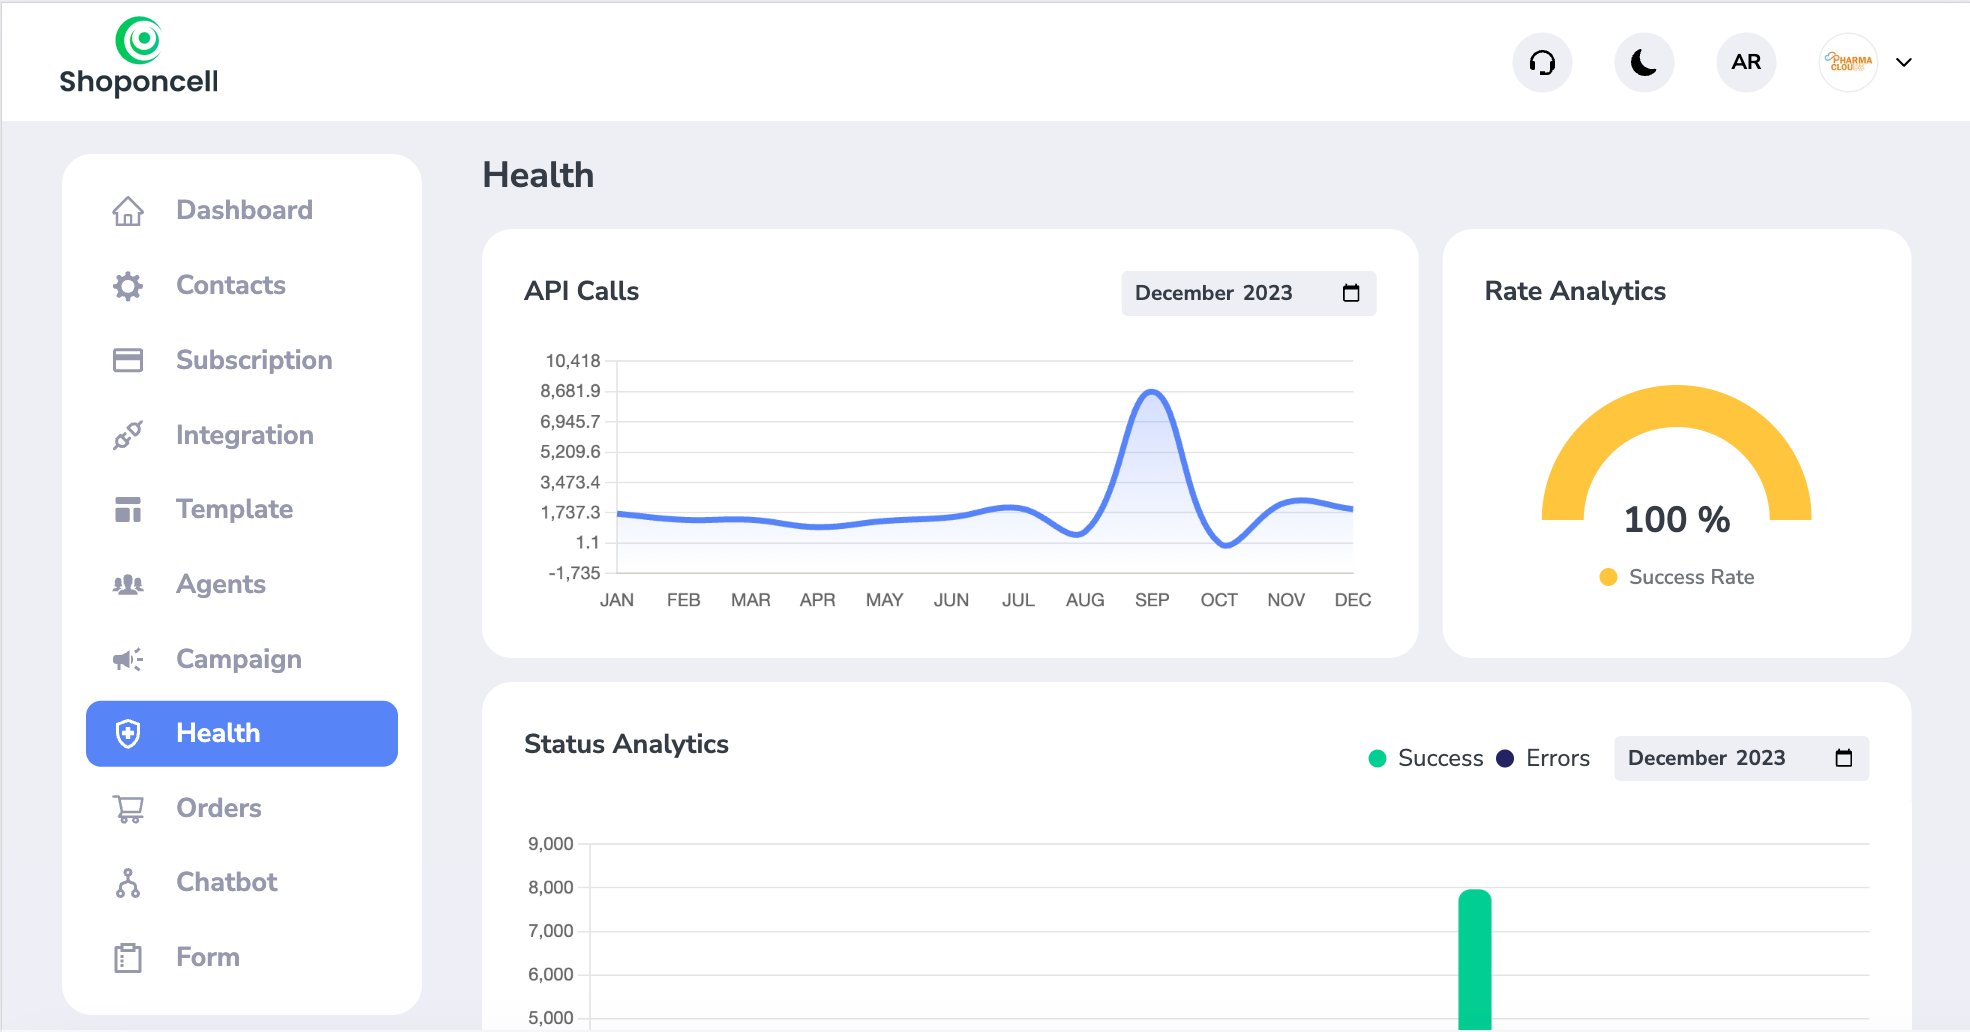 Shoponcell
AR
PHARMA
CLOUDS
Dashboard
Contacts
Subscription
Integration
Template
Agents
Campaign
Health
Orders
Chatbot
Form
Health
API Calls
December 2023
10,418
8,681.9
6,945.7
5,209.6
3,473.4
1,737.3
1.1
-1,735
JAN FEB MAR APR MAY JUN JUL AUG SEP OCT NOV DEC
Rate Analytics
100 %
Success Rate
Status Analytics
Success Errors
December 2023
9,000
8,000
7,000
6,000
5,000